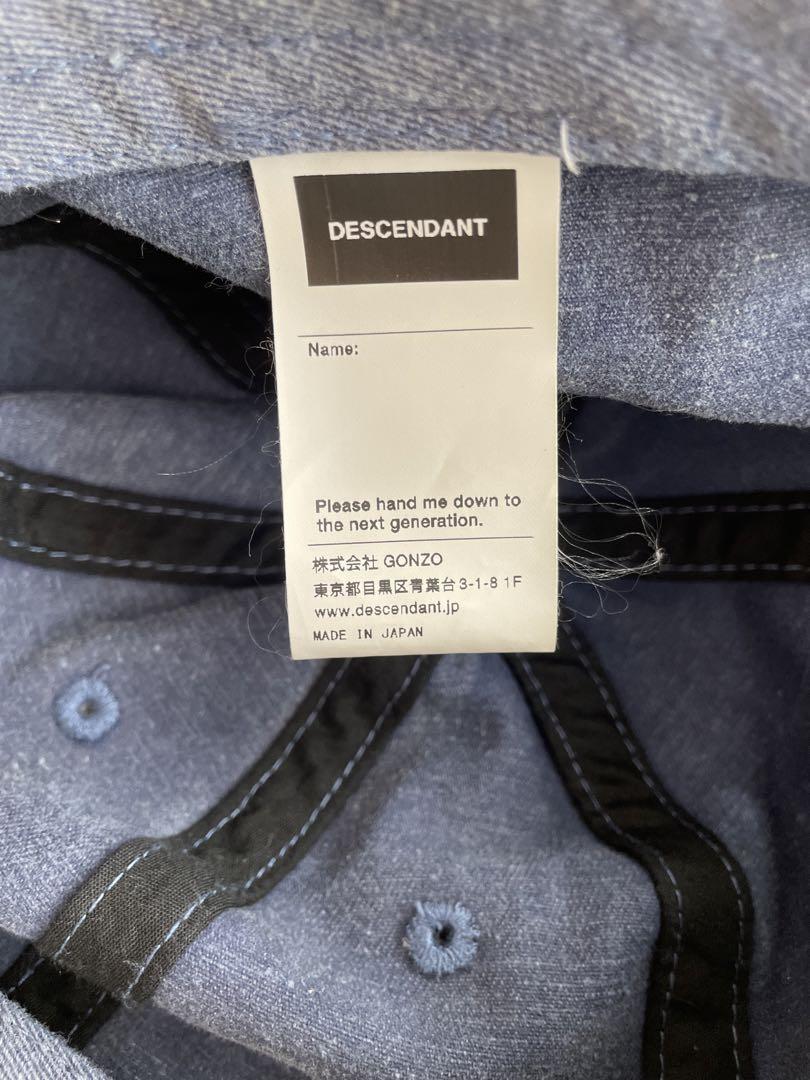 DESCENDANT
Name:
Please hand me down to
the next generation.
株式会社 GONZO
東京都目黒区青葉台3-1-8 1F
www.descendant.jp
MADE IN JAPAN